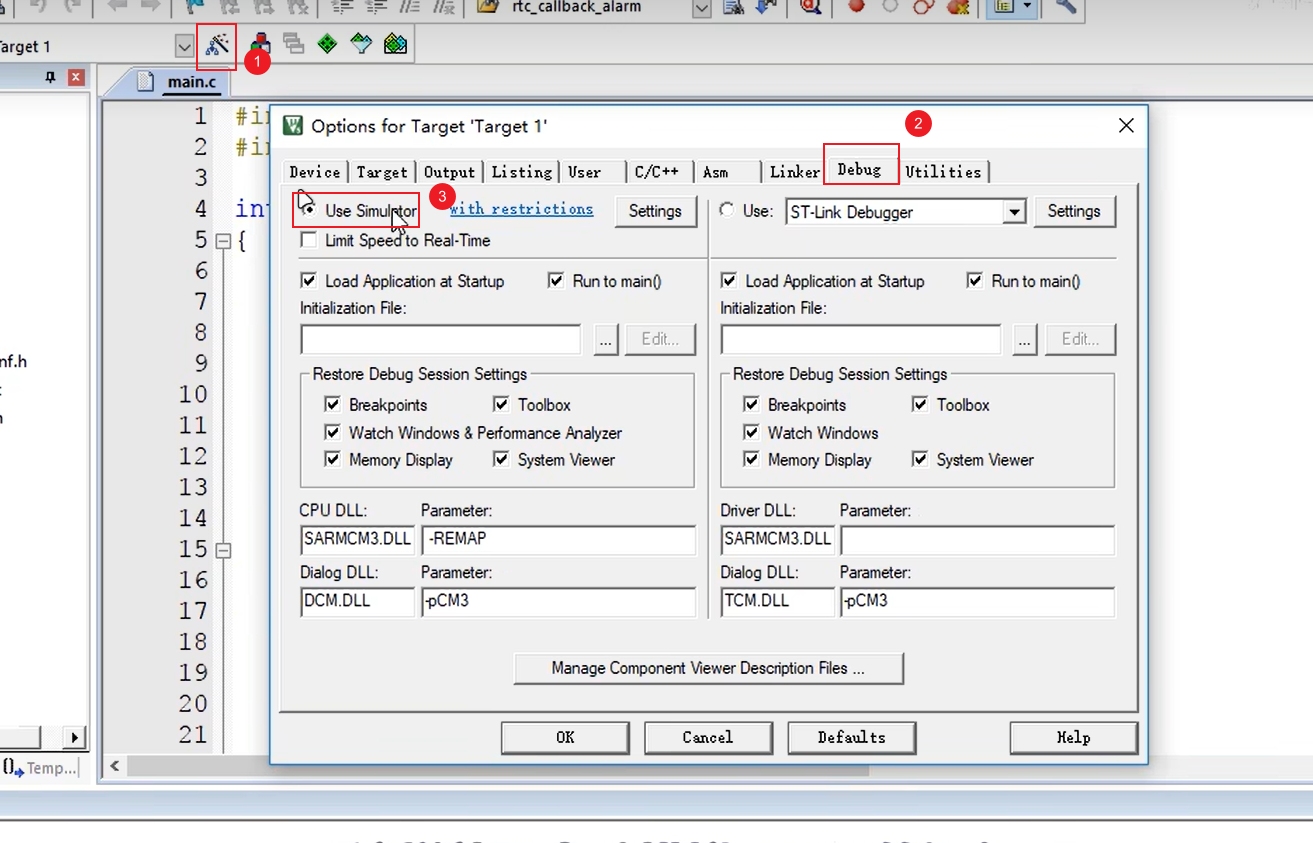 rtc_callback_alarm
Target 1
1
main.c
Options for Target 'Target 1'
2
Device Target Output Listing User C/C++ Asm Linker Debug Utilities
3
Use Simulator with restrictions Settings
Use: ST-Link Debugger Settings
Limit Speed to Real-Time
Load Application at Startup Run to main()
Load Application at Startup Run to main()
Initialization File:
Initialization File:
... Edit...
... Edit...
Restore Debug Session Settings
Breakpoints Toolbox
Watch Windows & Performance Analyzer
Memory Display System Viewer
Restore Debug Session Settings
Breakpoints Toolbox
Watch Windows
Memory Display System Viewer
CPU DLL: Parameter:
SARMCM3.DLL -REMAP
Dialog DLL: Parameter:
DCM.DLL -pCM3
Driver DLL: Parameter:
SARMCM3.DLL
Dialog DLL: Parameter:
TCM.DLL -pCM3
Manage Component Viewer Description Files ...
OK Cancel Defaults Help
1 #in
2 #in
3
4 int
5 {
6
7
8
9
10
11
12
13
14
15
16
17
18
19
20
21
nf.h
Temp...